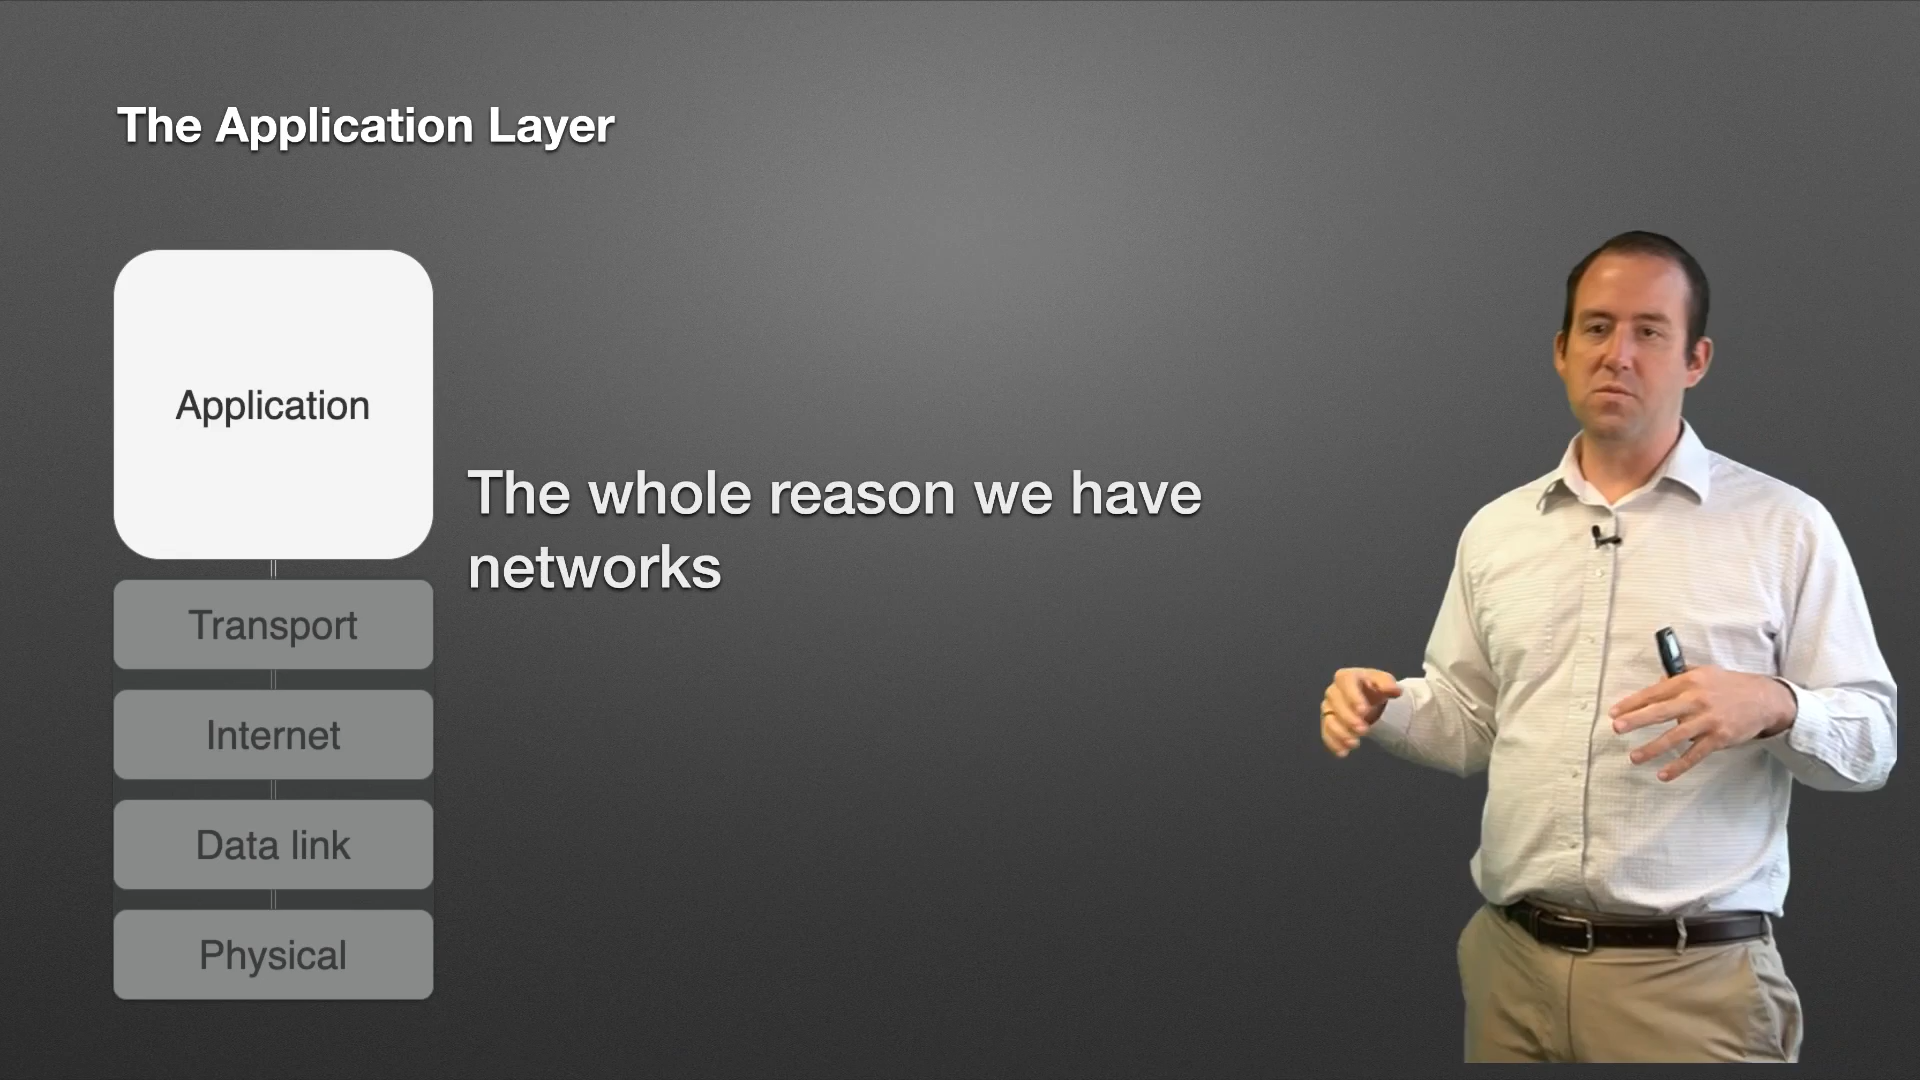 The Application Layer
Application
The whole reason we have
networks
Transport
Internet
Data link
Physical